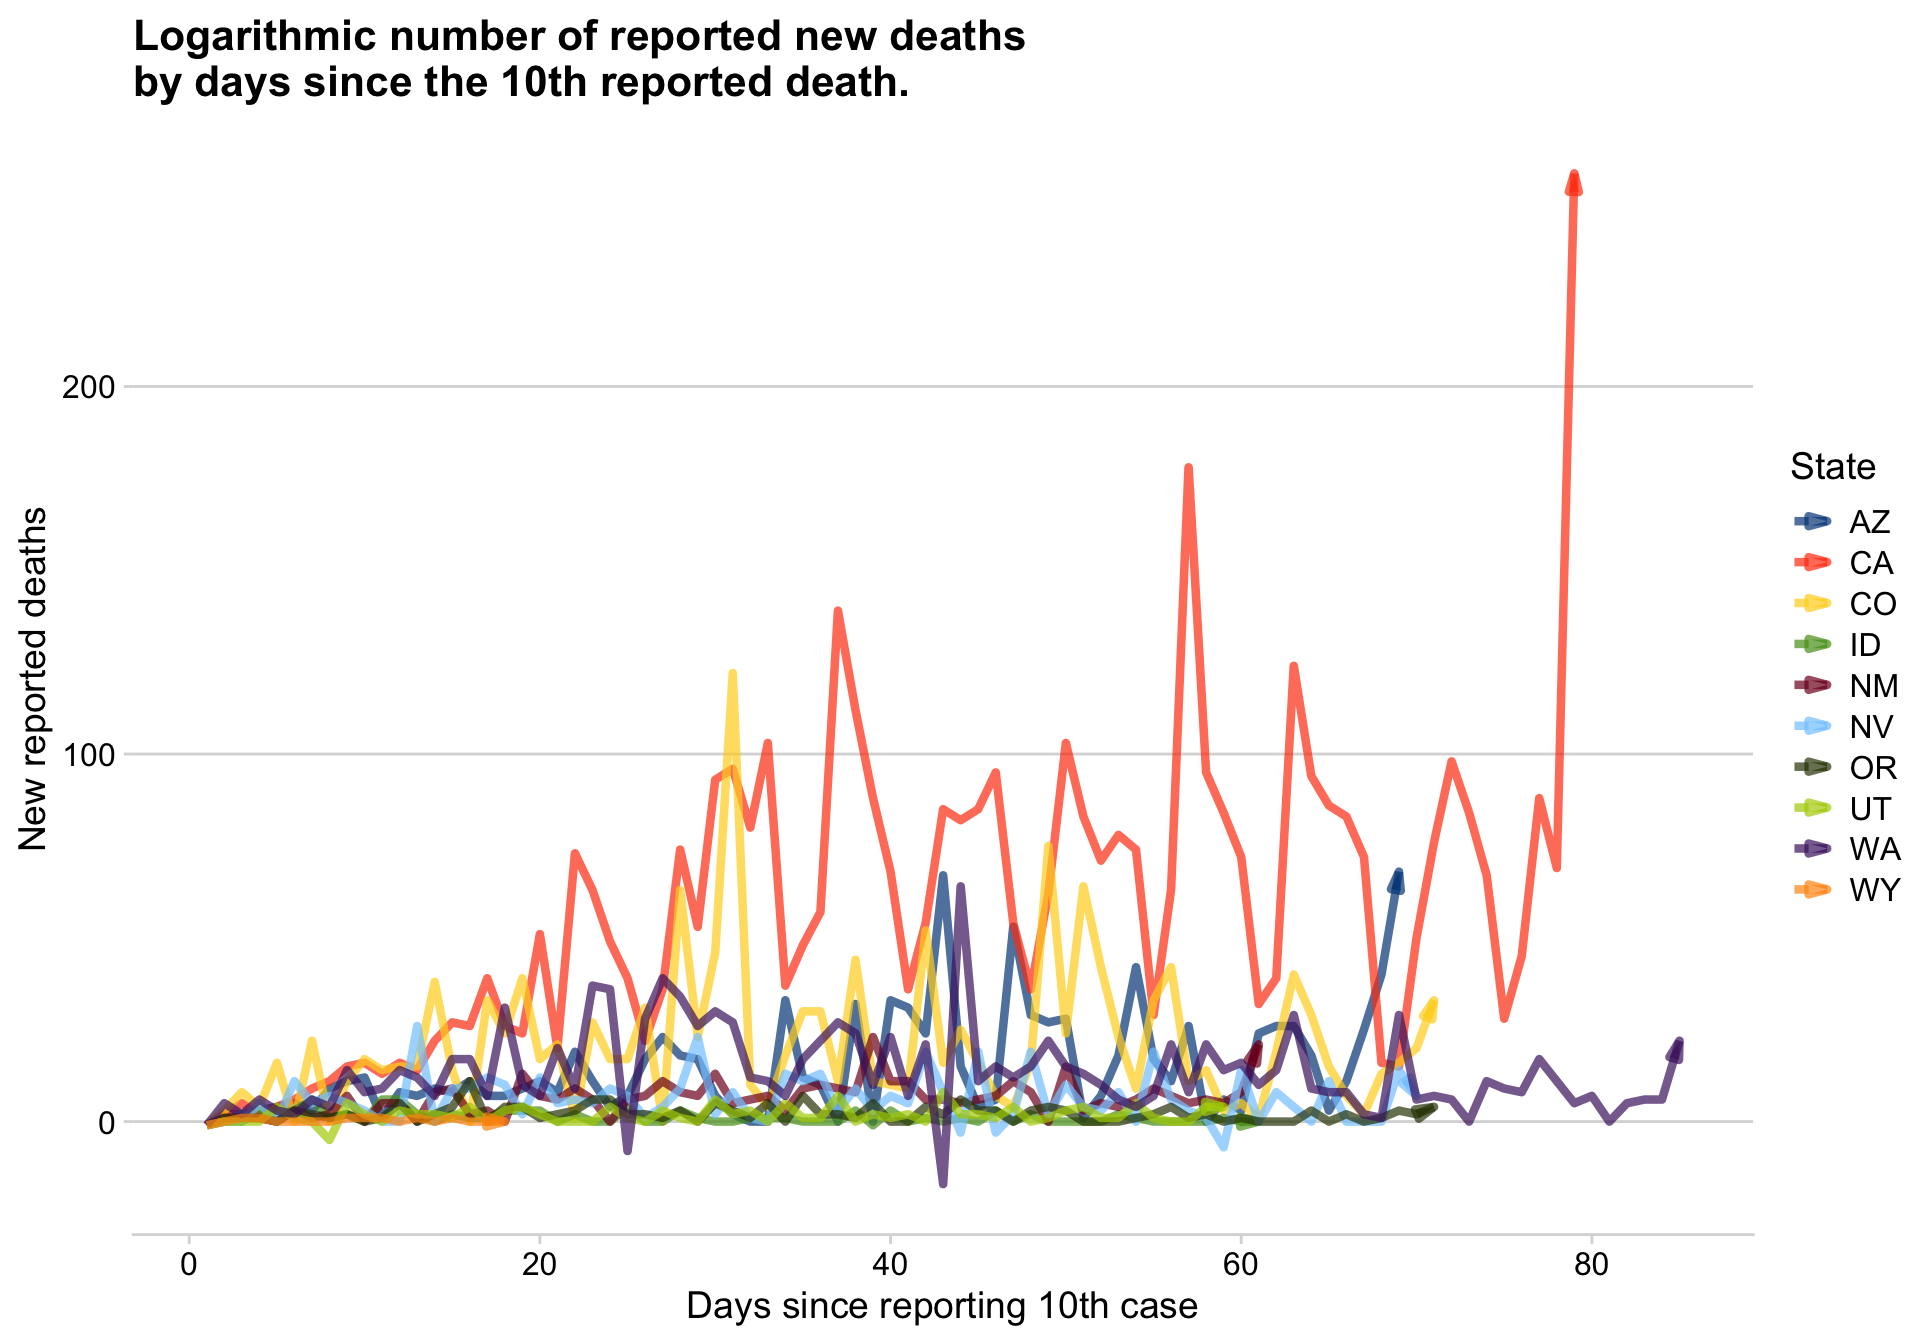 Logarithmic number of reported new deaths
by days since the 10th reported death.
New reported deaths
200
100
0
0
20
40
60
80
Days since reporting 10th case
State
AZ
CA
CO
ID
NM
NV
OR
UT
WA
WY